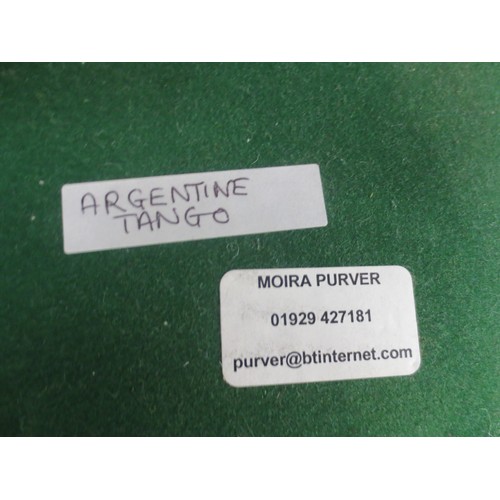 ARGENTINE
TANGO
MOIRA PURVER
01929 427181
purver@btinternet.com